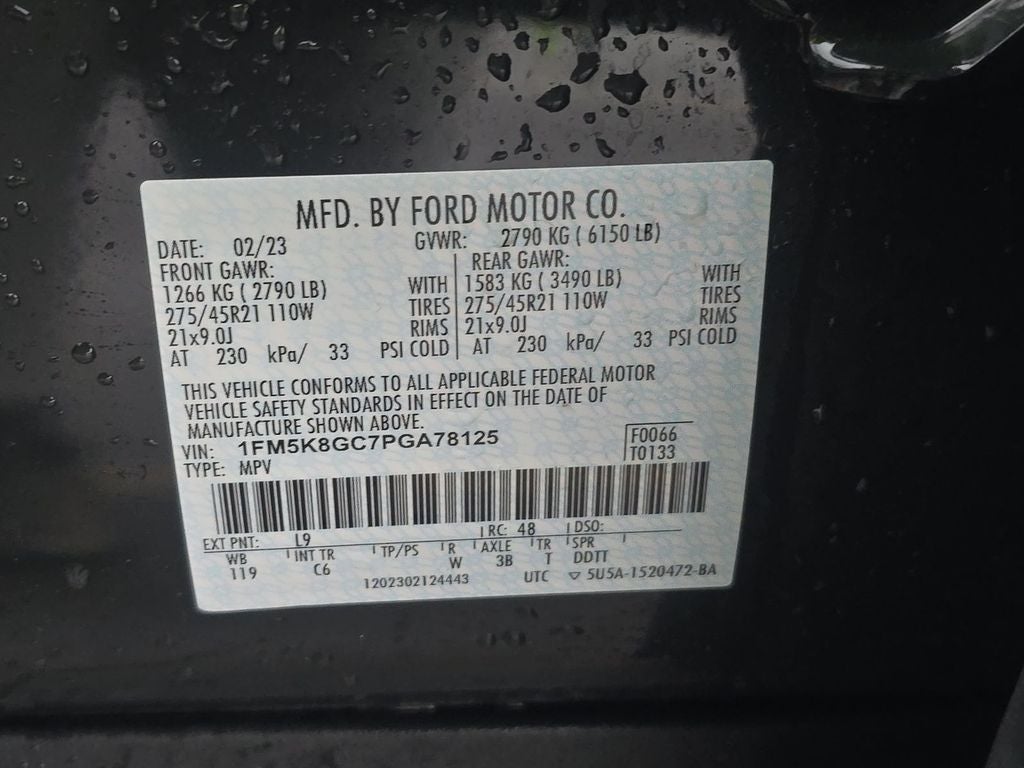 MFD. BY FORD MOTOR CO.
DATE: 02/23 GVWR: 2790 KG ( 6150 LB)
FRONT GAWR: REAR GAWR:
1266 KG ( 2790 LB) WITH 1583 KG ( 3490 LB) WITH
275/45R21 110W TIRES 275/45R21 110W TIRES
21x9.0J RIMS 21x9.0J RIMS
AT 230 kPa/ 33 PSI COLD AT 230 kPa/ 33 PSI COLD
THIS VEHICLE CONFORMS TO ALL APPLICABLE FEDERAL MOTOR
VEHICLE SAFETY STANDARDS IN EFFECT ON THE DATE OF
MANUFACTURE SHOWN ABOVE.
VIN: 1FM5K8GC7PGA78125 F0066
TYPE: MPV T0133
EXT PNT: L9 RC: 48 DSO:
WB INT TR TP/PS R AXLE TR SPR
119 C6 W 3B T DDTT
1202302124443 UTC ▽ 5U5A-1520472-BA